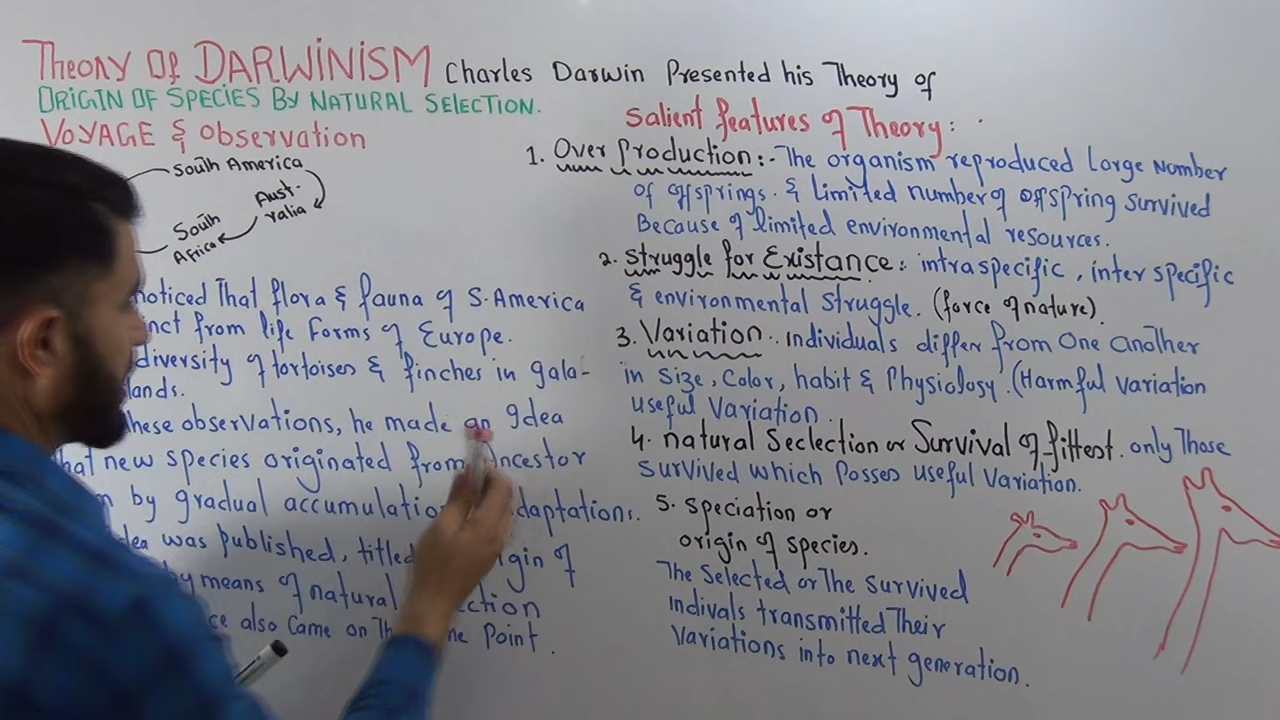 Theory Of DARWINISM Charles Darwin Presented his Theory of
ORIGIN OF SPECIES BY NATURAL SELECTION.
VOYAGE & Observation
South America
Aust-
ralia
South
Africa
noticed That flora & fauna of S. America
from life Forms of Europe.
diversity of tortoises & finches in gala-
these observations, he made an Idea
new species originated from Ancestor
by gradual accumulation
was published, titled
by means of natural
also Came on The Point.
Salient features of Theory:
1. Over Production:- The organism reproduced Large Number
of offsprings. & Limited number of offspring Survived
Because of limited environmental resources.
2. Struggle for Existance: intraspecific, inter specific
& environmental Struggle. (force of nature).
3. Variation. Individuals differ from One another
in Size, Color, habit & Physiology. (Harmful Variation
useful Variation.
4. natural Seclection or Survival of fittest. only Those
Survived which Posses useful Variation.
5. Speciation or
origin of species.
The Selected or The Survived
Indivals transmitted Their
Variations into next generation.